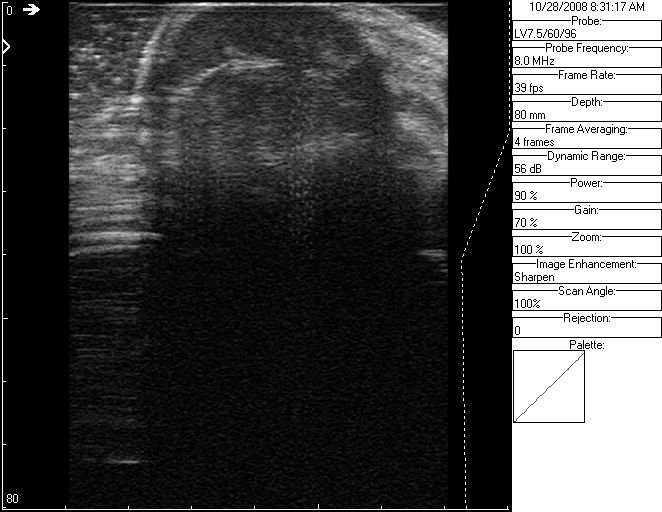 0
80
10/28/2008 8:31:17 AM
Probe:
LV7.5/60/96
Probe Frequency:
8.0 MHz
Frame Rate:
39 fps
Depth:
80 mm
Frame Averaging:
4 frames
Dynamic Range:
56 dB
Power:
90 %
Gain:
70 %
Zoom:
100 %
Image Enhancement:
Sharpen
Scan Angle:
100%
Rejection:
0
Palette: